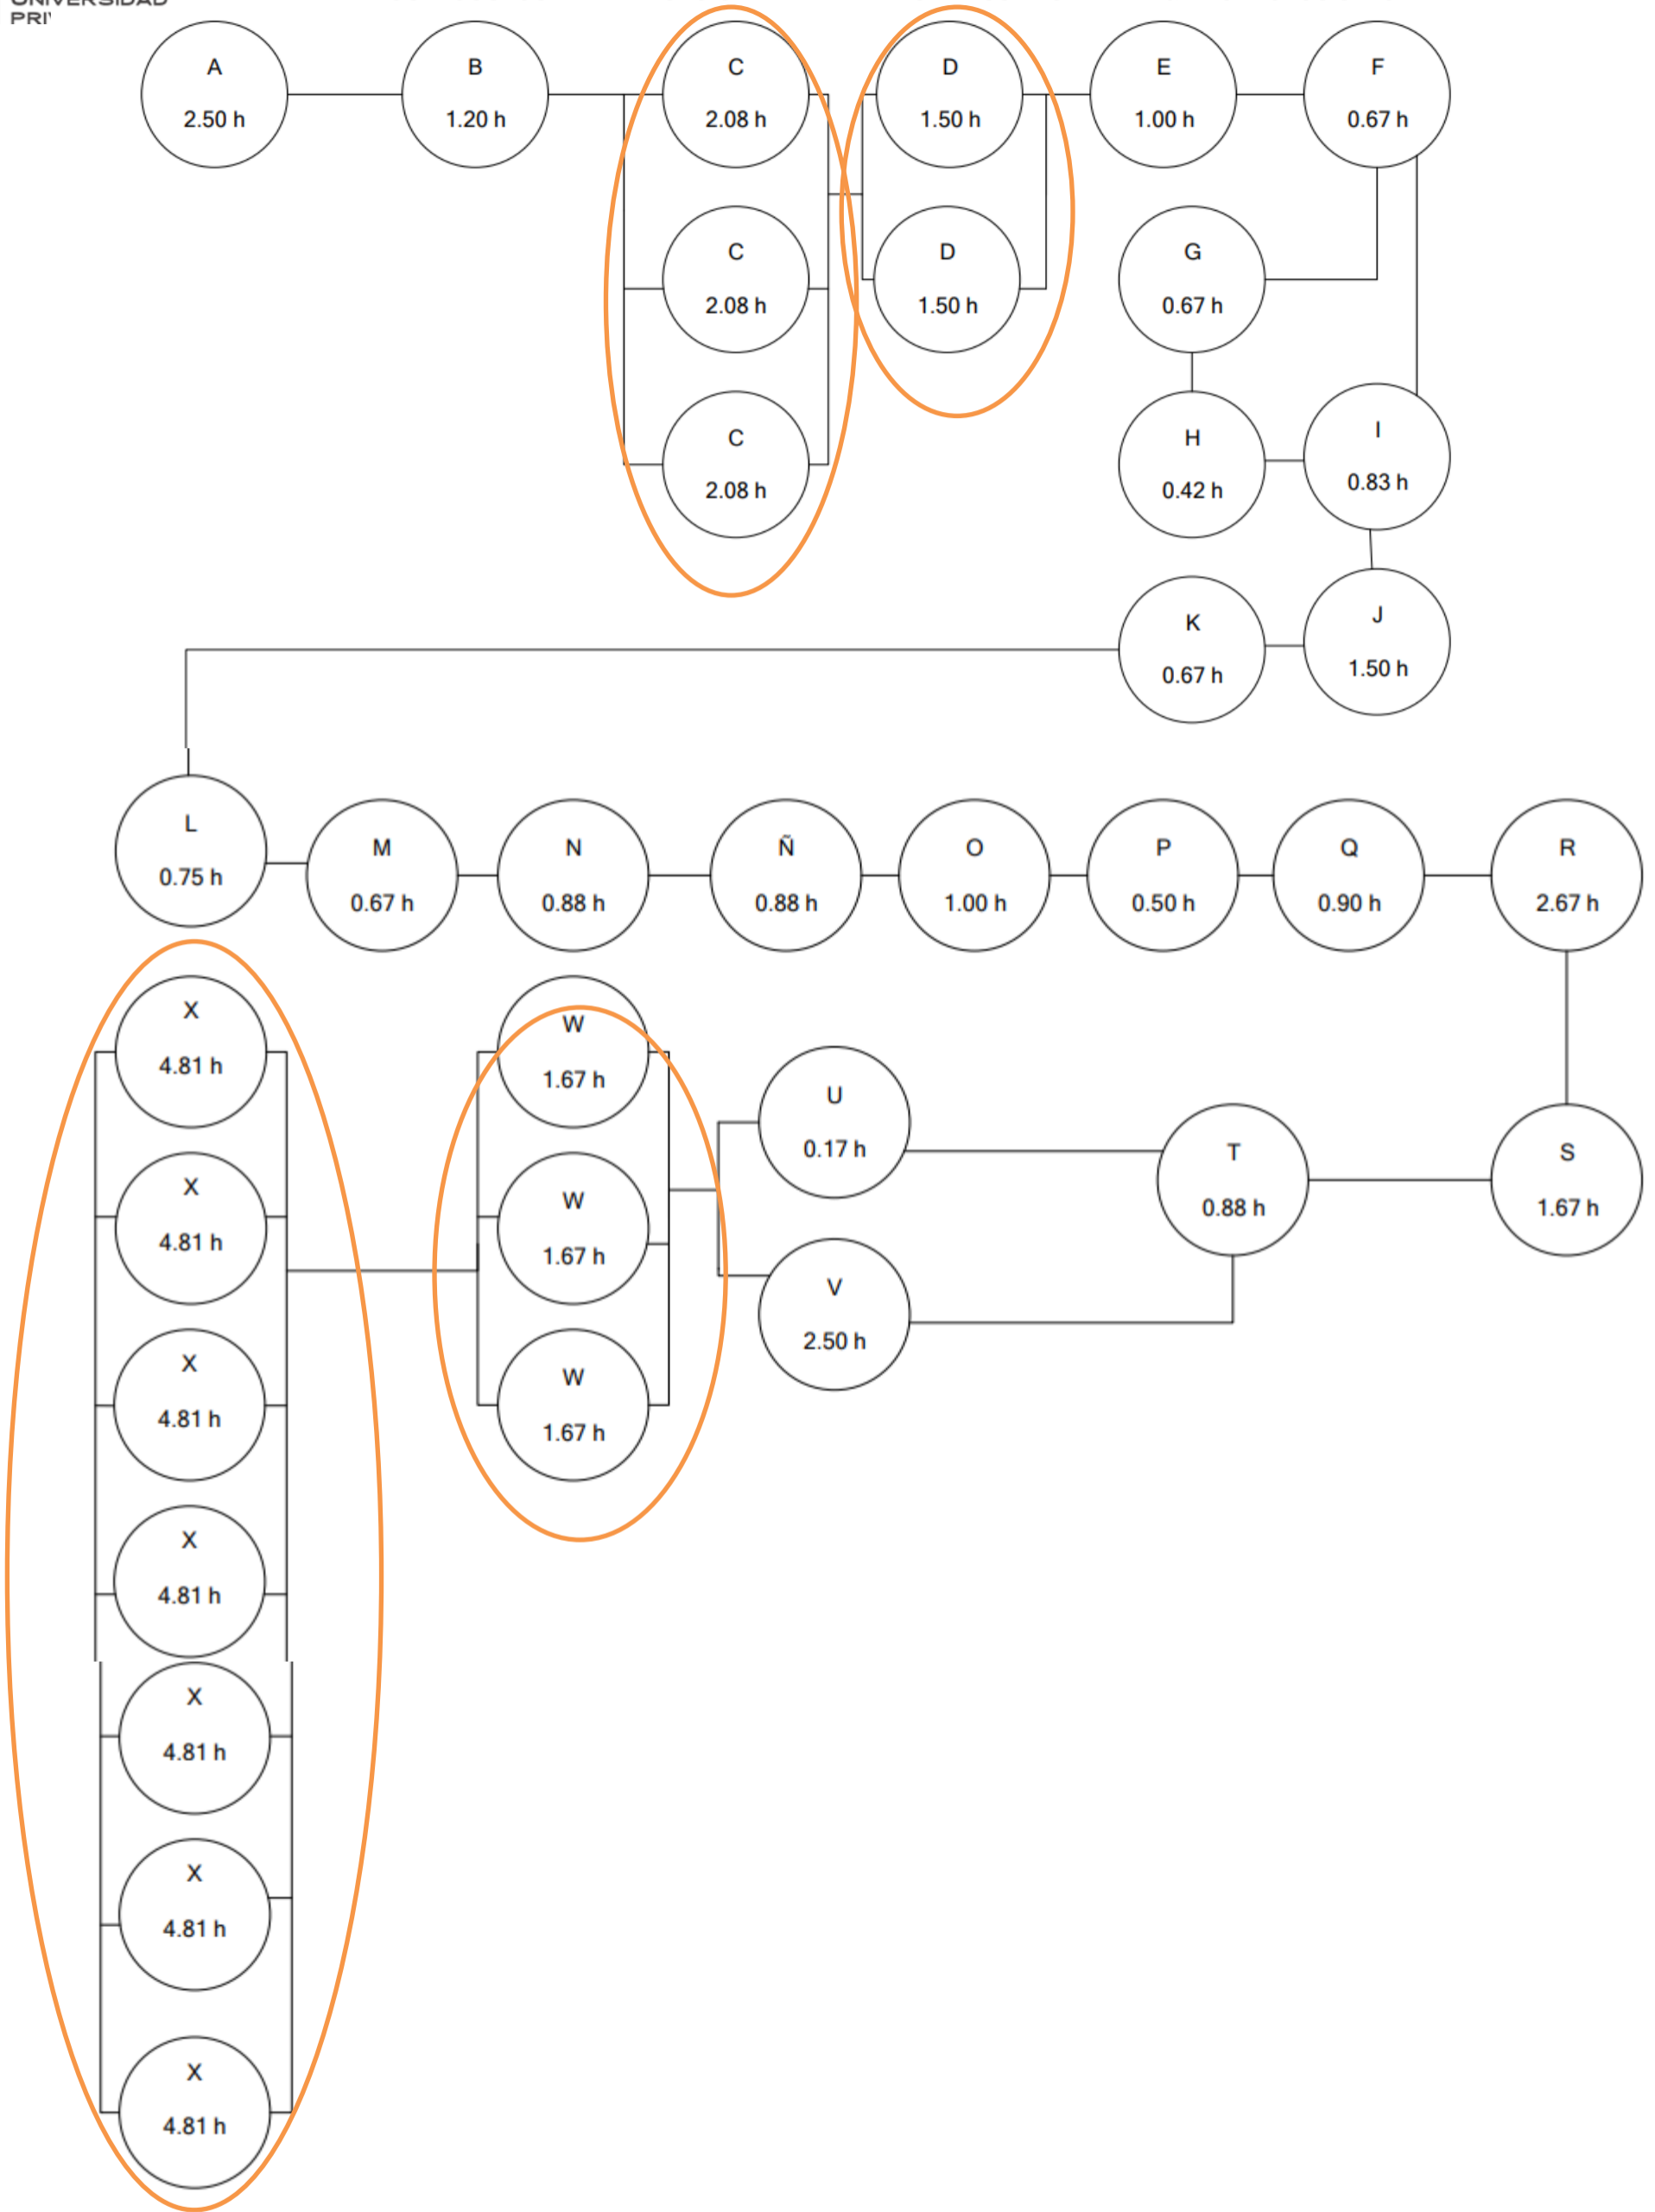 UNIVERSIDAD
PRI
A
2.50 h
B
1.20 h
C
2.08 h
D
1.50 h
E
1.00 h
F
0.67 h
C
2.08 h
D
1.50 h
G
0.67 h
C
2.08 h
H
0.42 h
I
0.83 h
K
0.67 h
J
1.50 h
L
0.75 h
M
0.67 h
N
0.88 h
Ñ
0.88 h
O
1.00 h
P
0.50 h
Q
0.90 h
R
2.67 h
X
4.81 h
W
1.67 h
U
0.17 h
T
0.88 h
S
1.67 h
X
4.81 h
W
1.67 h
V
2.50 h
X
4.81 h
W
1.67 h
X
4.81 h
X
4.81 h
X
4.81 h
X
4.81 h